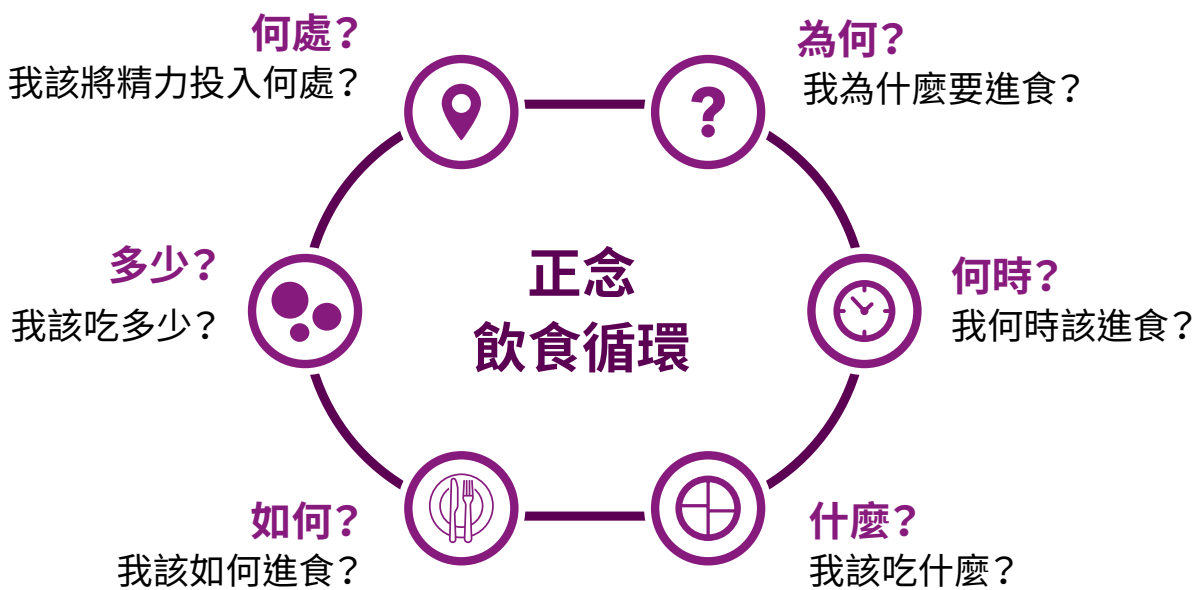 何處？
我該將精力投入何處？
為何？
我為什麼要進食？
多少？
我該吃多少？
正念
飲食循環
何時？
我何時該進食？
如何？
我該如何進食？
什麼？
我該吃什麼？